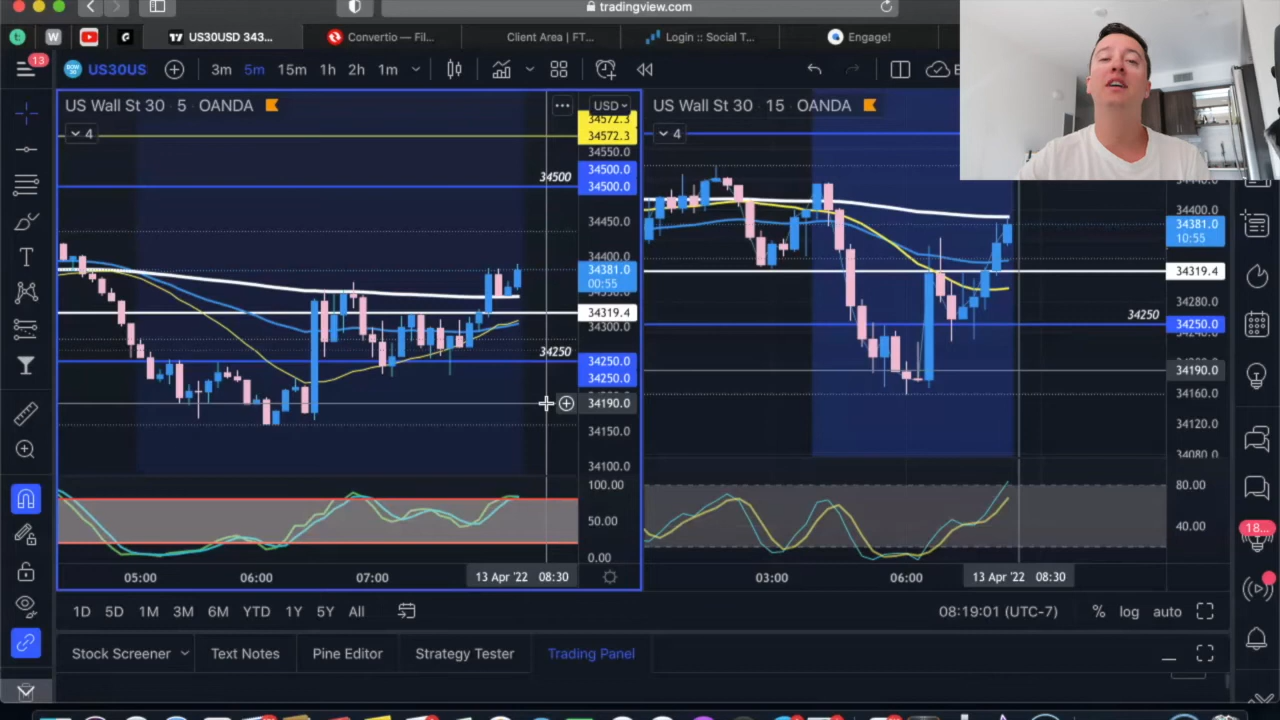 tradingview.com
US30USD 343...
Convertio — Fil...
Client Area | FT...
Login :: Social T...
Engage!
13
US30US
3m 5m 15m 1h 2h 1m
US Wall St 30 · 5 · OANDA
USD
4
34572.3
34572.3
34550.0
34500.0
34500
34500.0
34450.0
34400.0
34381.0
00:55
34319.4
34300.0
34250
34250.0
34250.0
34190.0
34150.0
34100.0
100.00
50.00
0.00
05:00 06:00 07:00 13 Apr '22 08:30
US Wall St 30 · 15 · OANDA
4
34400.0
34381.0
10:55
34319.4
34280.0
34250
34250.0
34190.0
34160.0
34120.0
34080.0
80.00
40.00
03:00 06:00 13 Apr '22 08:30
18...
1D 5D 1M 3M 6M YTD 1Y 5Y All
08:19:01 (UTC-7) % log auto
Stock Screener Text Notes Pine Editor Strategy Tester Trading Panel